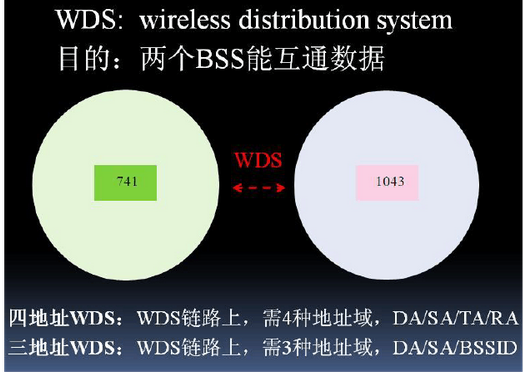 WDS: wireless distribution system
目的：两个BSS能互通数据
WDS
741
1043
四地址WDS：WDS链路上，需4种地址域，DA/SA/TA/RA
三地址WDS：WDS链路上，需3种地址域，DA/SA/BSSID